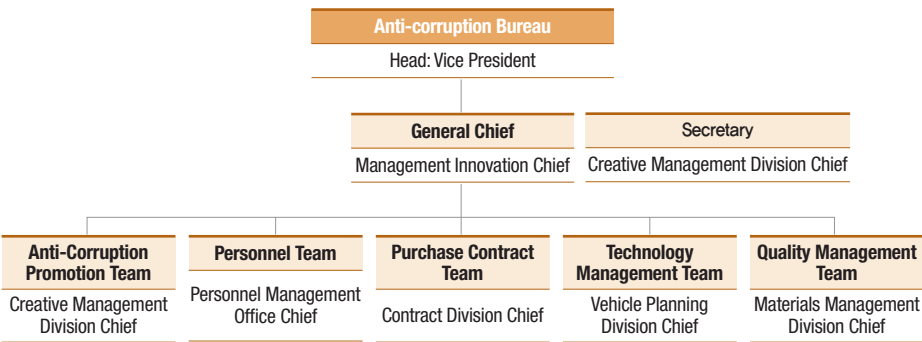 Anti-corruption Bureau
Head: Vice President
General Chief
Management Innovation Chief
Secretary
Creative Management Division Chief
Anti-Corruption
Promotion Team
Creative Management
Division Chief
Personnel Team
Personnel Management
Office Chief
Purchase Contract
Team
Contract Division Chief
Technology
Management Team
Vehicle Planning
Division Chief
Quality Management
Team
Materials Management
Division Chief